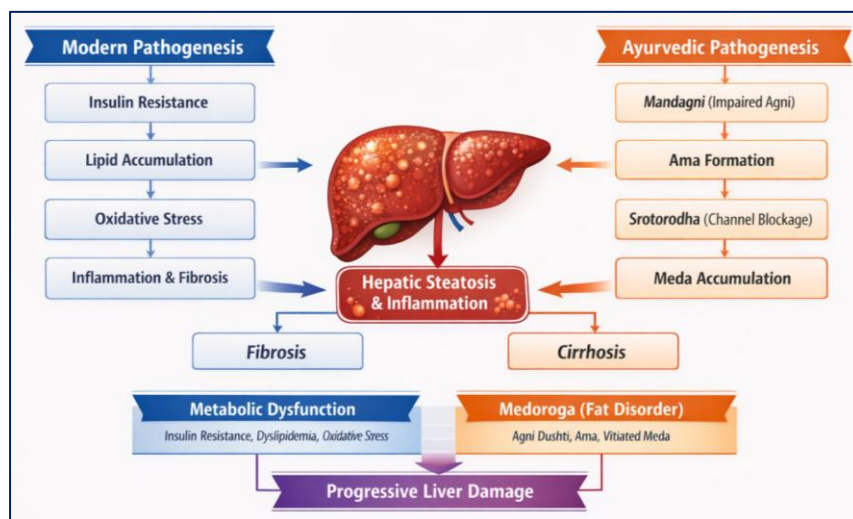 Modern Pathogenesis
Insulin Resistance
Lipid Accumulation
Oxidative Stress
Inflammation & Fibrosis
Ayurvedic Pathogenesis
Mandagni (Impaired Agni)
Ama Formation
Srotorodha (Channel Blockage)
Meda Accumulation
Hepatic Steatosis
& Inflammation
Fibrosis
Cirrhosis
Metabolic Dysfunction
Insulin Resistance, Dyslipidemia, Oxidative Stress
Medoroga (Fat Disorder)
Agni Dushti, Ama, Vitiated Meda
Progressive Liver Damage